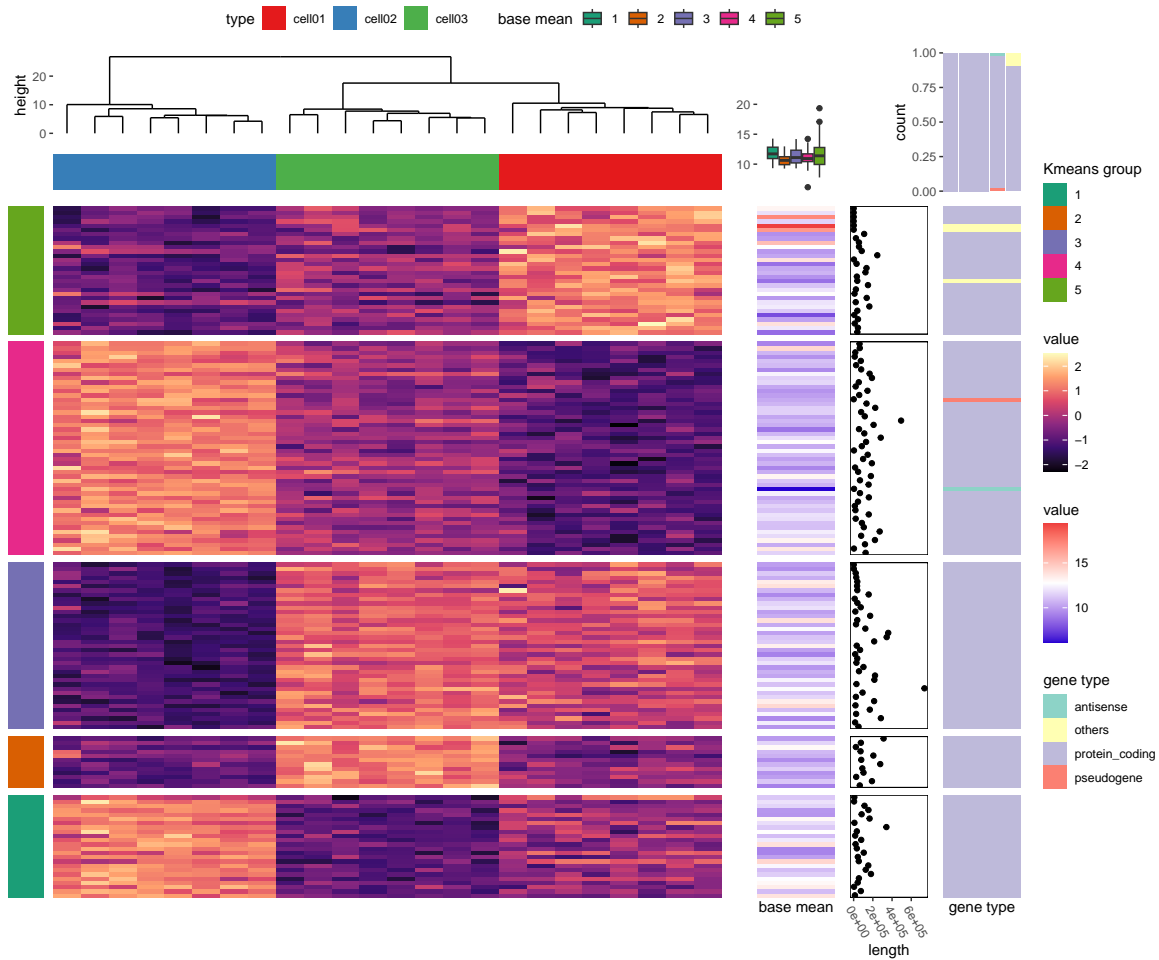 type cell01 cell02 cell03 base mean 1 2 3 4 5
height
20
10
0
20
15
10
count
1.00
0.75
0.50
0.25
0.00
Kmeans group
1
2
3
4
5
value
2
1
0
−1
−2
value
15
10
gene type
antisense
others
protein_coding
pseudogene
base mean
0e+00
2e+05
4e+05
6e+05
length
gene type